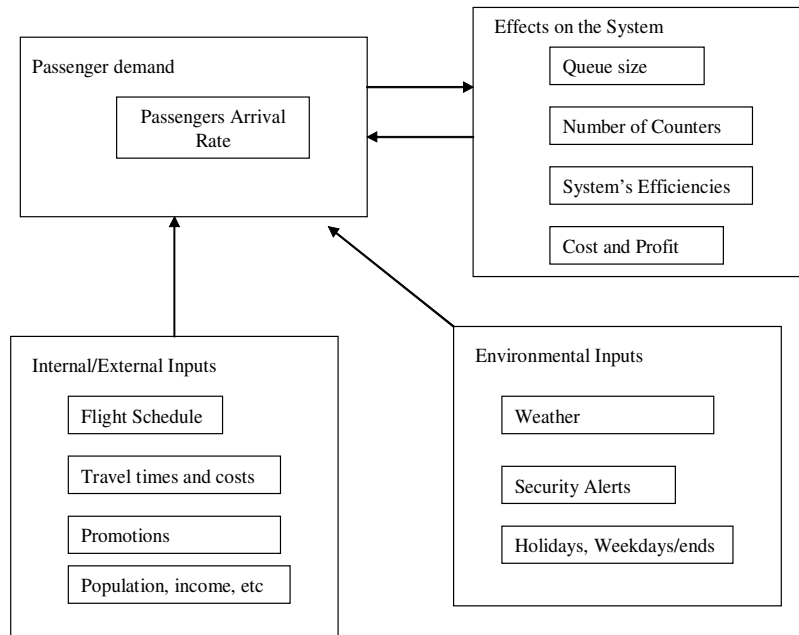 Passenger demand
Passengers Arrival
Rate
Effects on the System
Queue size
Number of Counters
System's Efficiencies
Cost and Profit
Internal/External Inputs
Flight Schedule
Travel times and costs
Promotions
Population, income, etc
Environmental Inputs
Weather
Security Alerts
Holidays, Weekdays/ends